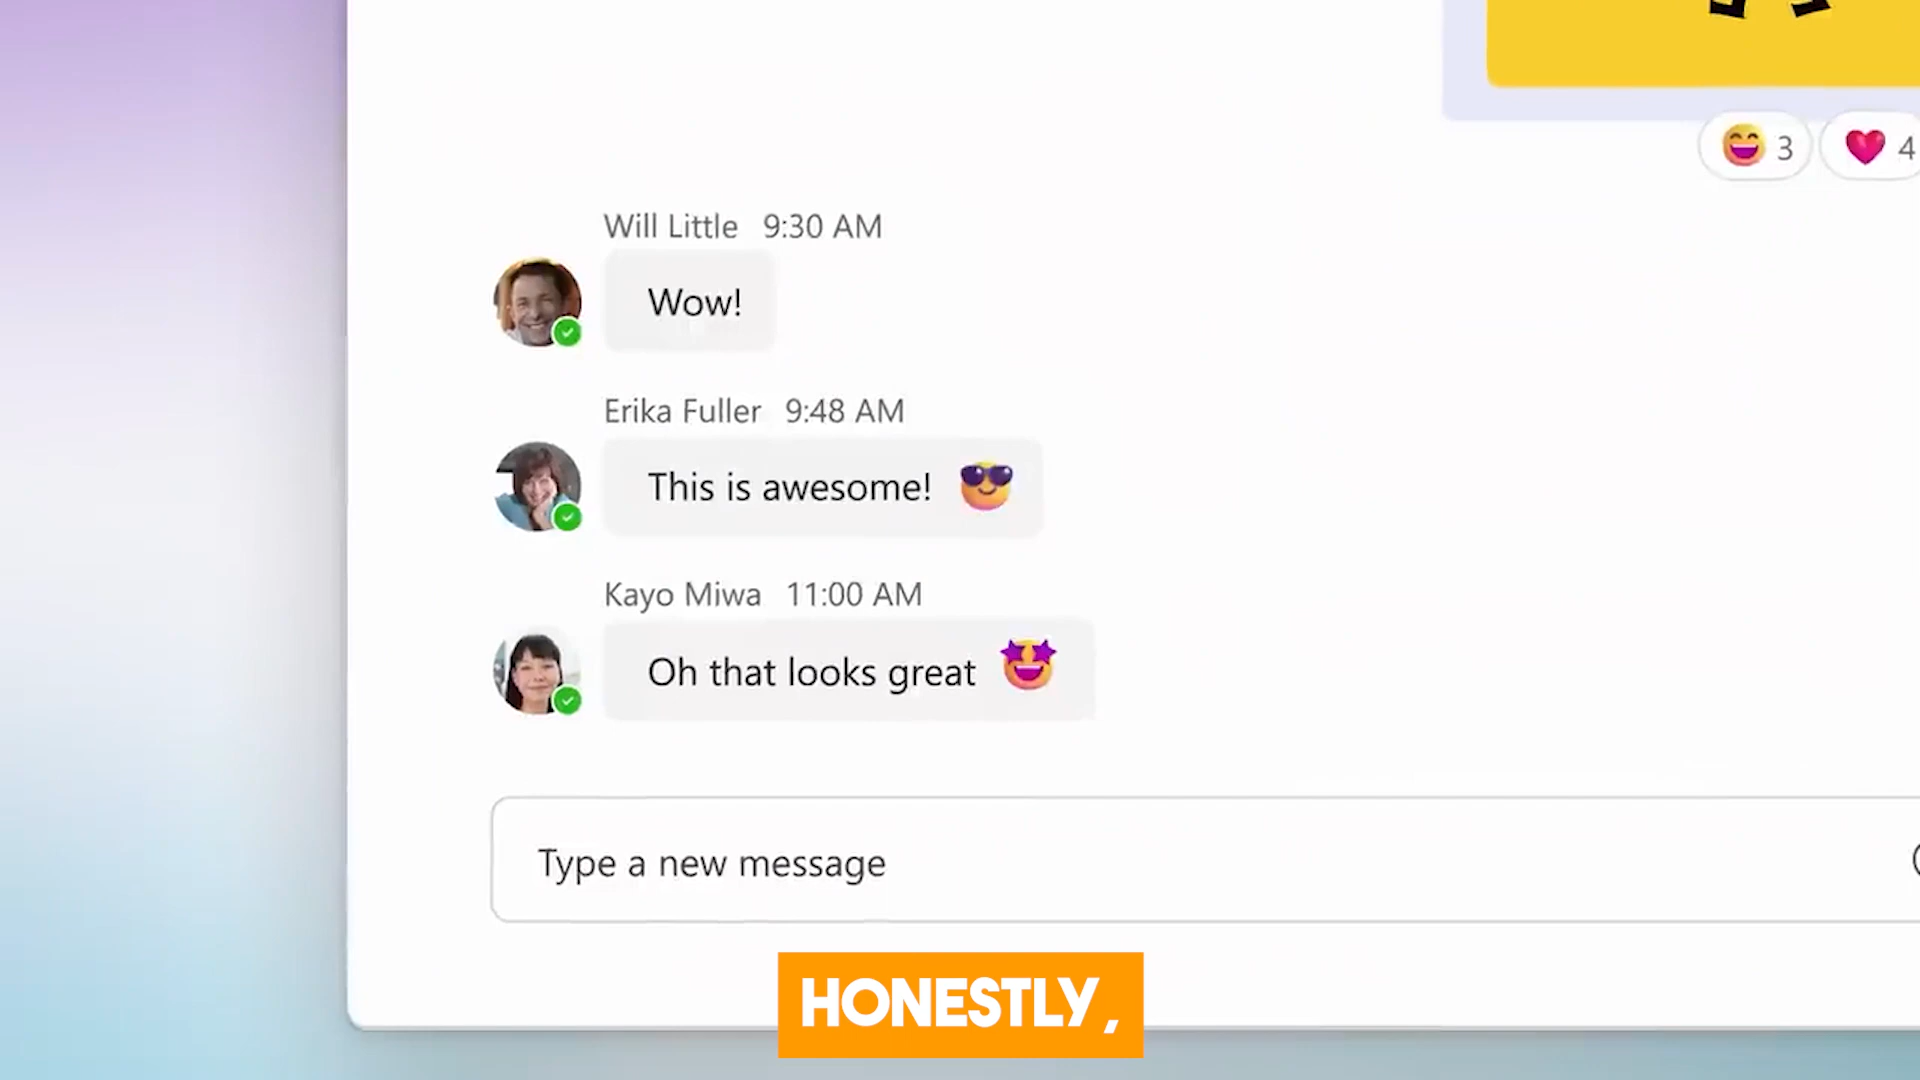 3 4
Will Little 9:30 AM
Wow!
Erika Fuller 9:48 AM
This is awesome!
Kayo Miwa 11:00 AM
Oh that looks great
Type a new message
HONESTLY,